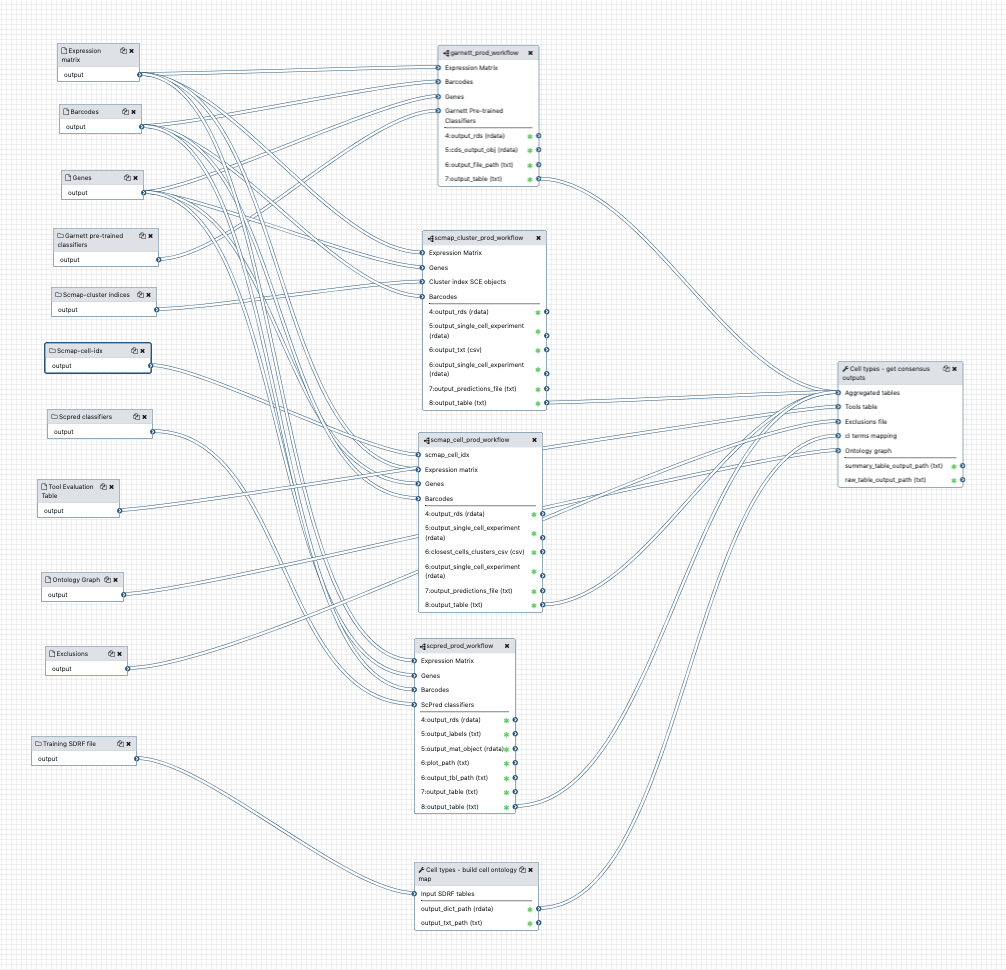 Expression
matrix
output
Barcodes
output
Genes
output
Garnett pre-trained
classifiers
output
Scmap-cluster indices
output
Scmap-cell-idx
output
Scpred classifiers
output
Tool Evaluation
Table
output
Ontology Graph
output
Exclusions
output
Training SDRF file
output
garnett_prod_workflow
Expression Matrix
Barcodes
Genes
Garnett Pre-trained
Classifiers
4:output_rds (rdata)
5:cds_output_obj (rdata)
6:output_file_path (txt)
7:output_table (txt)
scmap_cluster_prod_workflow
Expression Matrix
Genes
Cluster index SCE objects
Barcodes
4:output_rds (rdata)
5:output_single_cell_experiment
(rdata)
6:output_txt (csv)
6:output_single_cell_experiment
(rdata)
7:output_predictions_file (txt)
8:output_table (txt)
scmap_cell_prod_workflow
scmap_cell_idx
Expression matrix
Genes
Barcodes
4:output_rds (rdata)
5:output_single_cell_experiment
(rdata)
6:closest_cells_clusters_csv (csv)
6:output_single_cell_experiment
(rdata)
7:output_predictions_file (txt)
8:output_table (txt)
scpred_prod_workflow
Expression Matrix
Genes
Barcodes
ScPred classifiers
4:output_rds (rdata)
5:output_labels (txt)
5:output_mat_object (rdata)
6:plot_path (txt)
6:output_tbl_path (txt)
7:output_table (txt)
8:output_table (txt)
Cell types - build cell ontology
map
Input SDRF tables
output_dict_path (rdata)
output_txt_path (txt)
Cell types - get consensus
outputs
Aggregated tables
Tools table
Exclusions file
cl terms mapping
Ontology graph
summary_table_output_path (txt)
raw_table_output_path (txt)